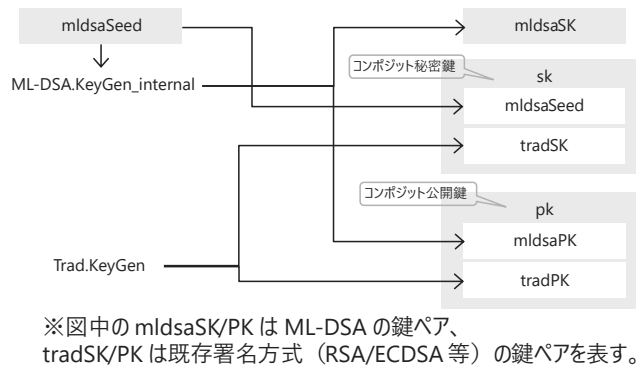 mldsaSeed
mldsaSK
ML-DSA.KeyGen_internal
コンポジット秘密鍵
sk
mldsaSeed
tradSK
コンポジット公開鍵
pk
mldsaPK
Trad.KeyGen
tradPK
※図中の mldsaSK/PK は ML-DSA の鍵ペア、
tradSK/PK は既存署名方式（RSA/ECDSA 等）の鍵ペアを表す。